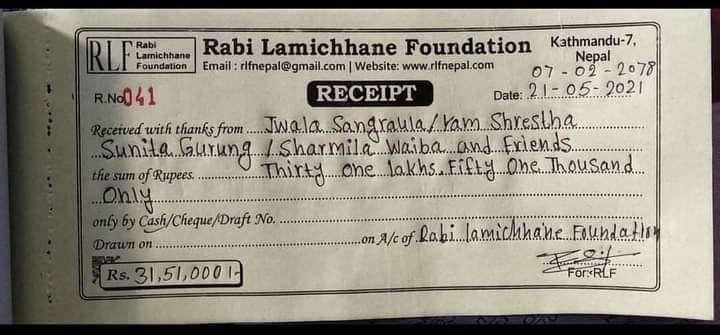 RLF Rabi Lamichhane Foundation
Rabi Lamichhane Foundation
Kathmandu-7, Nepal
Email : rlfnepal@gmail.com | Website: www.rlfnepal.com
07-02-2078
R.No. 041
RECEIPT
Date: 21-05-2021
Received with thanks from Jwala Sangraula/ram Shrestha
Sunita Gurung / Sharmila Waiba and Friends
the sum of Rupees. Thirty one lakhs. Fifty One Thousand
Only
only by Cash/Cheque/Draft No.
Drawn on on A/c of Rabi lamichhane Foundation
Rs. 31,51,000/-
For: RLF